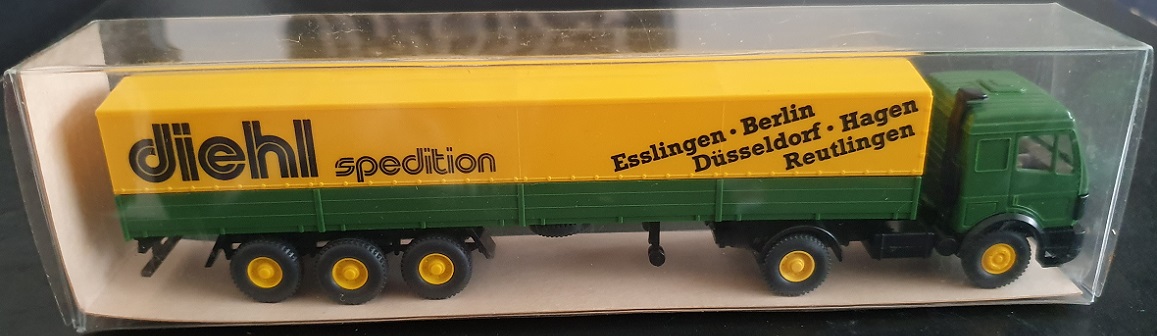 diehl spedition
Esslingen · Berlin
Düsseldorf · Hagen
Reutlingen